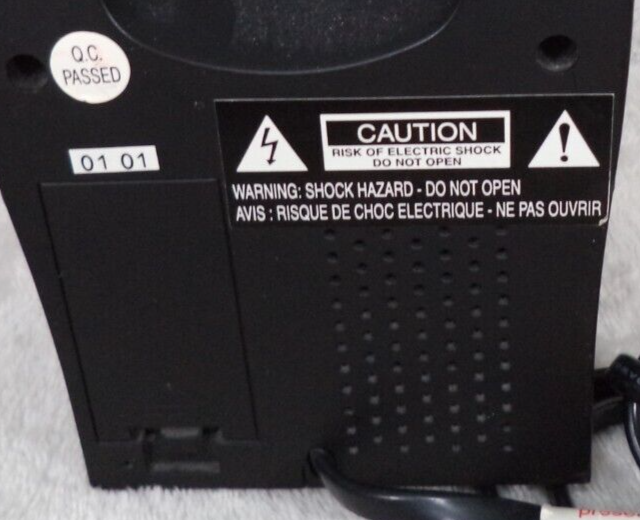 Q.C.
PASSED
01 01
CAUTION
RISK OF ELECTRIC SHOCK
DO NOT OPEN
WARNING: SHOCK HAZARD - DO NOT OPEN
AVIS : RISQUE DE CHOC ELECTRIQUE - NE PAS OUVRIR